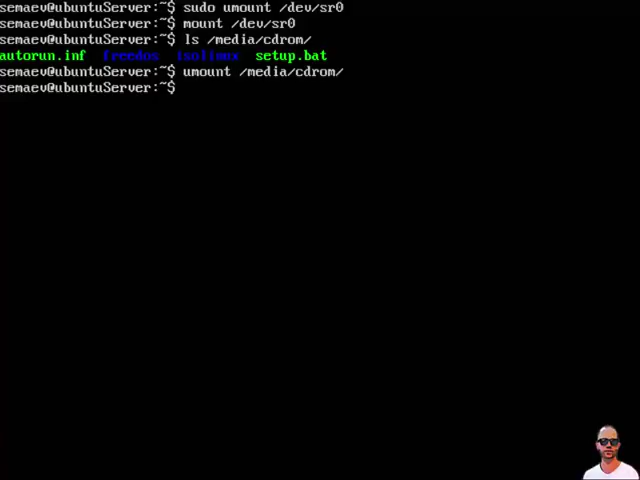 semaev@ubuntuServer:~$ sudo umount /dev/sr0
semaev@ubuntuServer:~$ mount /dev/sr0
semaev@ubuntuServer:~$ ls /media/cdrom/
autorun.inf freedos isolinux setup.bat
semaev@ubuntuServer:~$ umount /media/cdrom/
semaev@ubuntuServer:~$